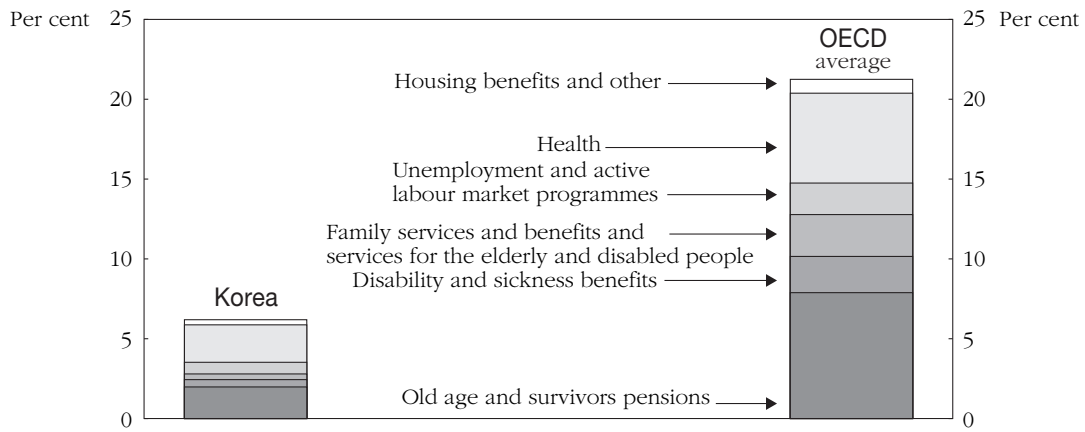 Per cent 25
25 Per cent
OECD
average
Housing benefits and other
20
20
Health
Unemployment and active
labour market programmes
15
15
Family services and benefits and
services for the elderly and disabled people
10
10
Disability and sickness benefits
Korea
5
5
Old age and survivors pensions
0
0